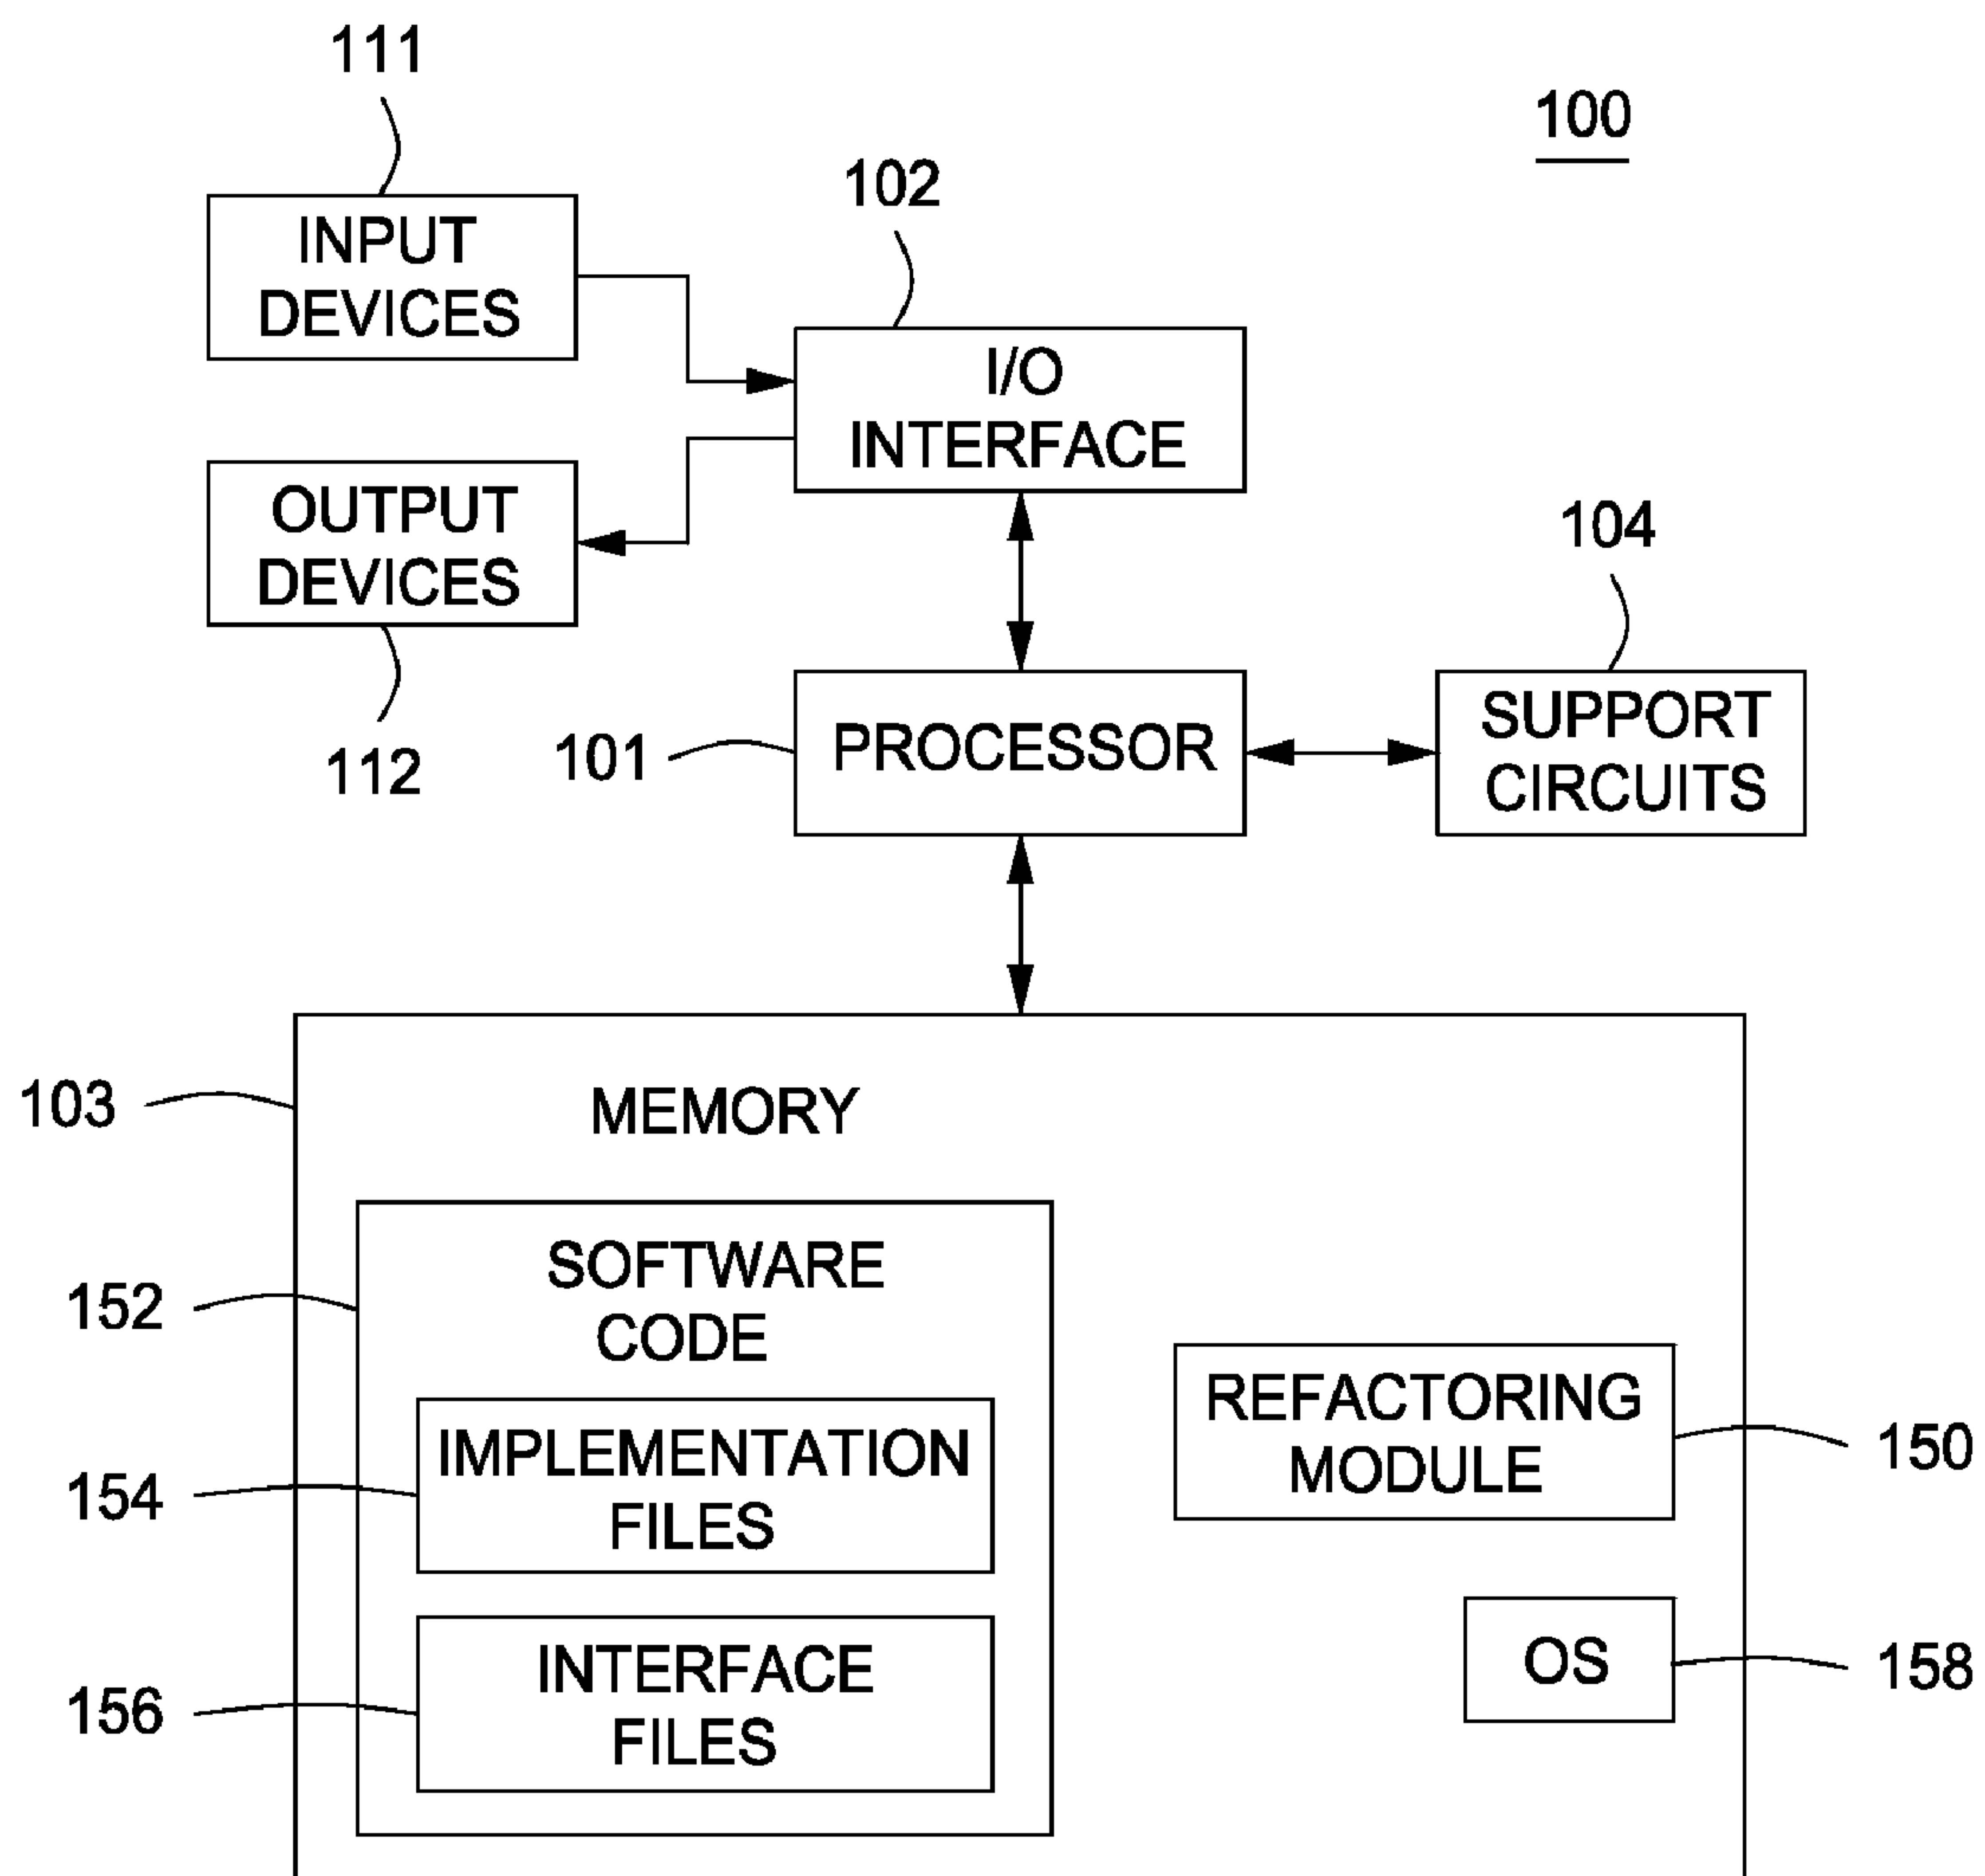 111
100
102
INPUT
DEVICES
I/O
INTERFACE
OUTPUT
DEVICES
104
112
101
PROCESSOR
SUPPORT
CIRCUITS
103
MEMORY
152
SOFTWARE
CODE
REFACTORING
MODULE
150
154
IMPLEMENTATION
FILES
OS
158
156
INTERFACE
FILES